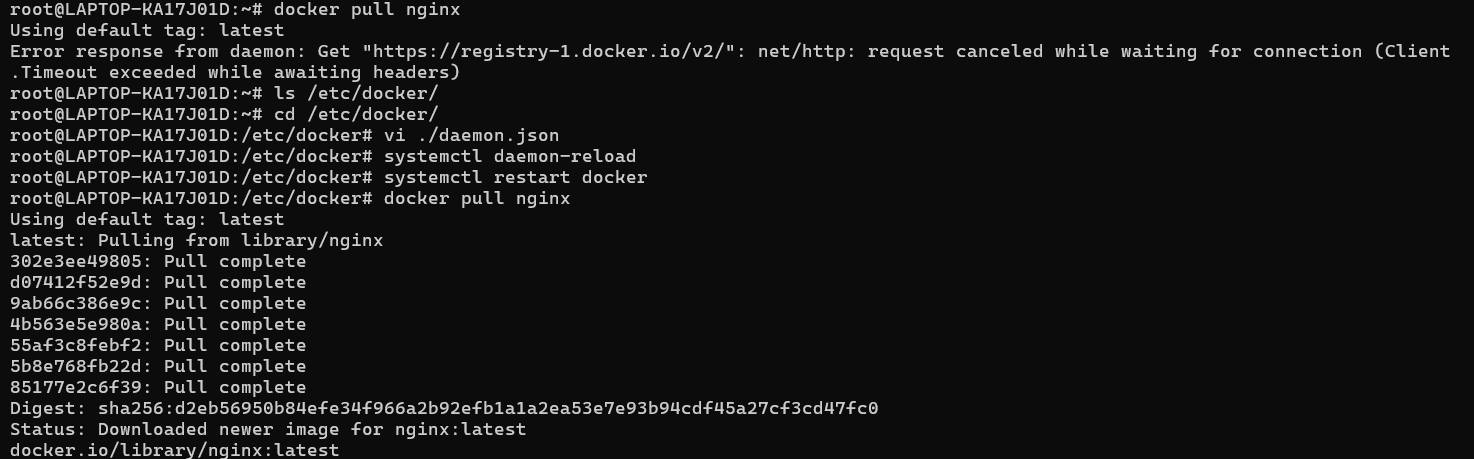 root@LAPTOP-KA17J01D:~# docker pull nginx
Using default tag: latest
Error response from daemon: Get "https://registry-1.docker.io/v2/": net/http: request canceled while waiting for connection (Client
.Timeout exceeded while awaiting headers)
root@LAPTOP-KA17J01D:~# ls /etc/docker/
root@LAPTOP-KA17J01D:~# cd /etc/docker/
root@LAPTOP-KA17J01D:/etc/docker# vi ./daemon.json
root@LAPTOP-KA17J01D:/etc/docker# systemctl daemon-reload
root@LAPTOP-KA17J01D:/etc/docker# systemctl restart docker
root@LAPTOP-KA17J01D:/etc/docker# docker pull nginx
Using default tag: latest
latest: Pulling from library/nginx
302e3ee49805: Pull complete
d07412f52e9d: Pull complete
9ab66c386e9c: Pull complete
4b563e5e980a: Pull complete
55af3c8febf2: Pull complete
5b8e768fb22d: Pull complete
85177e2c6f39: Pull complete
Digest: sha256:d2eb56950b84efe34f966a2b92efb1a1a2ea53e7e93b94cdf45a27cf3cd47fc0
Status: Downloaded newer image for nginx:latest
docker.io/library/nginx:latest